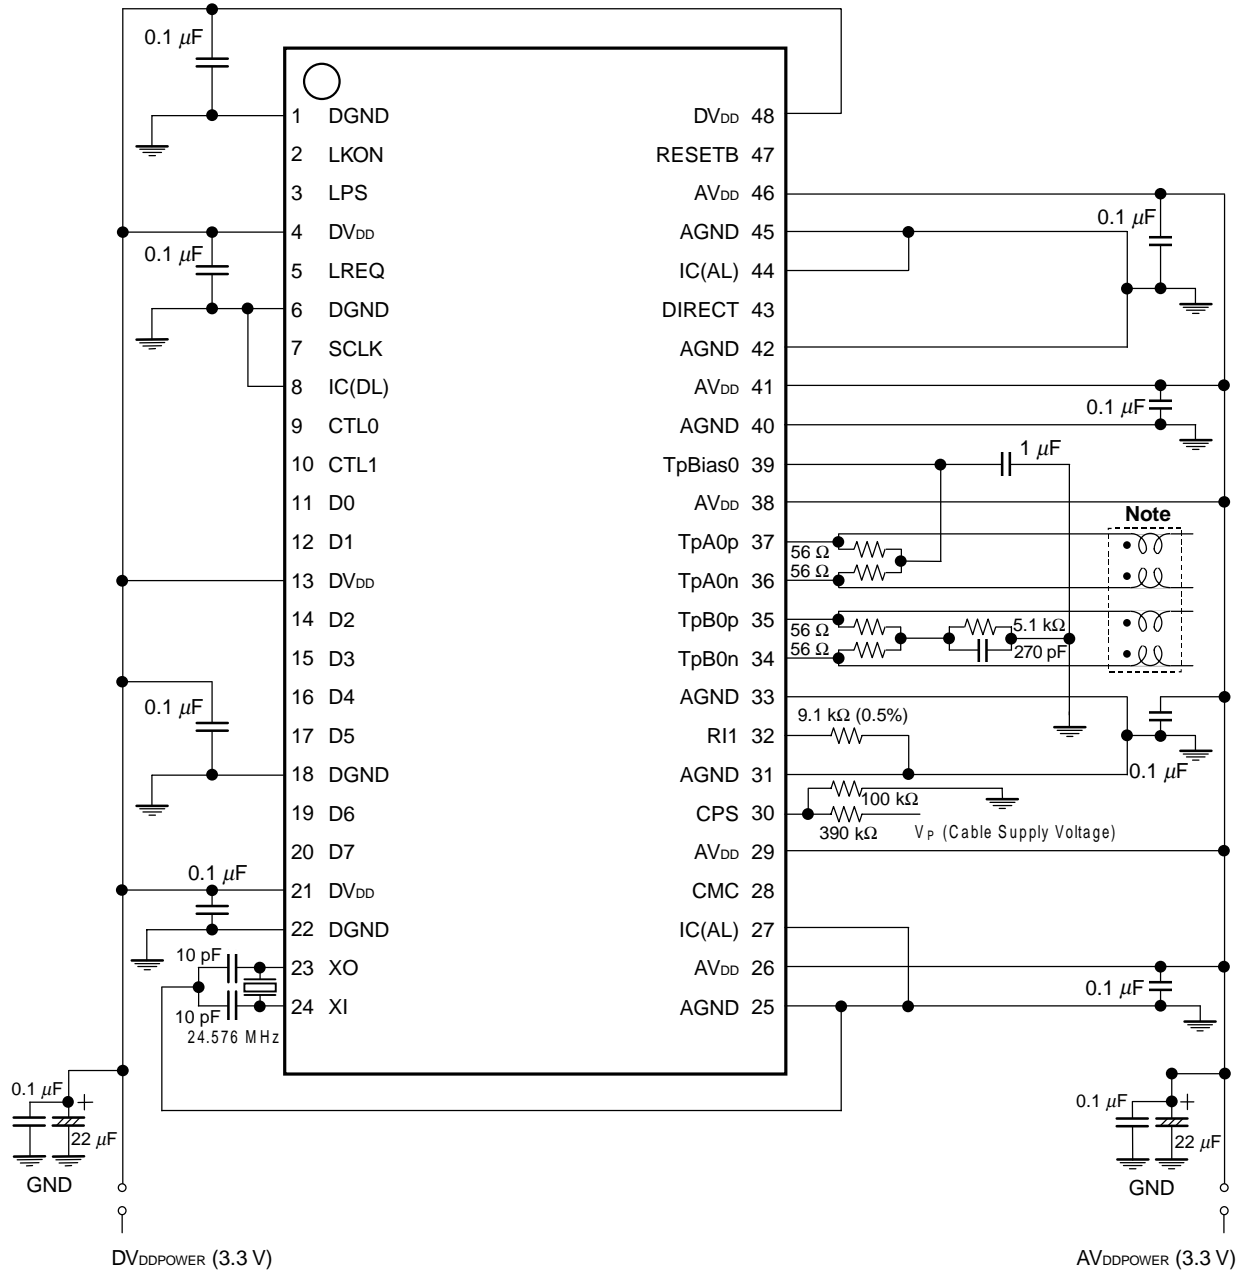 0.1 μF
1 DGND
2 LKON
3 LPS
4 DVDD
0.1 μF
5 LREQ
6 DGND
7 SCLK
8 IC(DL)
9 CTL0
10 CTL1
11 D0
12 D1
13 DVDD
14 D2
15 D3
16 D4
0.1 μF
17 D5
18 DGND
19 D6
20 D7
0.1 μF
21 DVDD
22 DGND
10 pF
23 XO
24 XI
10 pF
24.576 MHz
DVDD 48
RESETB 47
AVDD 46
0.1 μF
AGND 45
IC(AL) 44
DIRECT 43
AGND 42
AVDD 41
0.1 μF
AGND 40
1 μF
TpBias0 39
AVDD 38
Note
TpA0p 37
56 Ω
56 Ω
TpA0n 36
TpB0p 35
56 Ω
5.1 kΩ
56 Ω
270 pF
TpB0n 34
AGND 33
9.1 kΩ (0.5%)
RI1 32
AGND 31
0.1 μF
100 kΩ
CPS 30
390 kΩ
VP (Cable Supply Voltage)
AVDD 29
CMC 28
IC(AL) 27
AVDD 26
0.1 μF
AGND 25
0.1 μF
+
22 μF
GND
DVDDPOWER (3.3 V)
0.1 μF
+
22 μF
GND
AVDDPOWER (3.3 V)